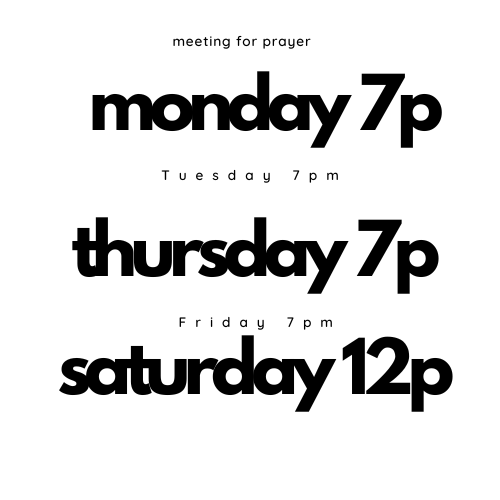 meeting for prayer
monday 7p
Tuesday 7pm
thursday 7p
Friday 7pm
saturday 12p